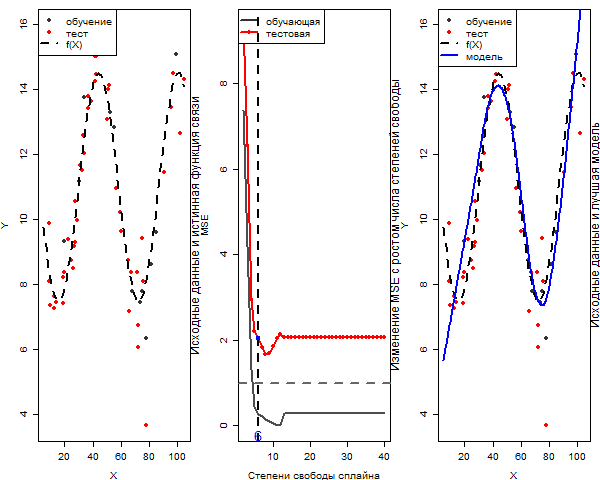 обучение
тест
f(X)
Y
4
6
8
10
12
14
16
20
40
60
80
100
X
Исходные данные и истинная функция связи
обучающая
тестовая
MSE
0
2
4
6
8
6
0
10
20
30
40
Степени свободы сплайна
Изменение MSE с ростом числа степеней свободы
обучение
тест
f(X)
модель
Y
4
6
8
10
12
14
16
20
40
60
80
100
X
Исходные данные и лучшая модель